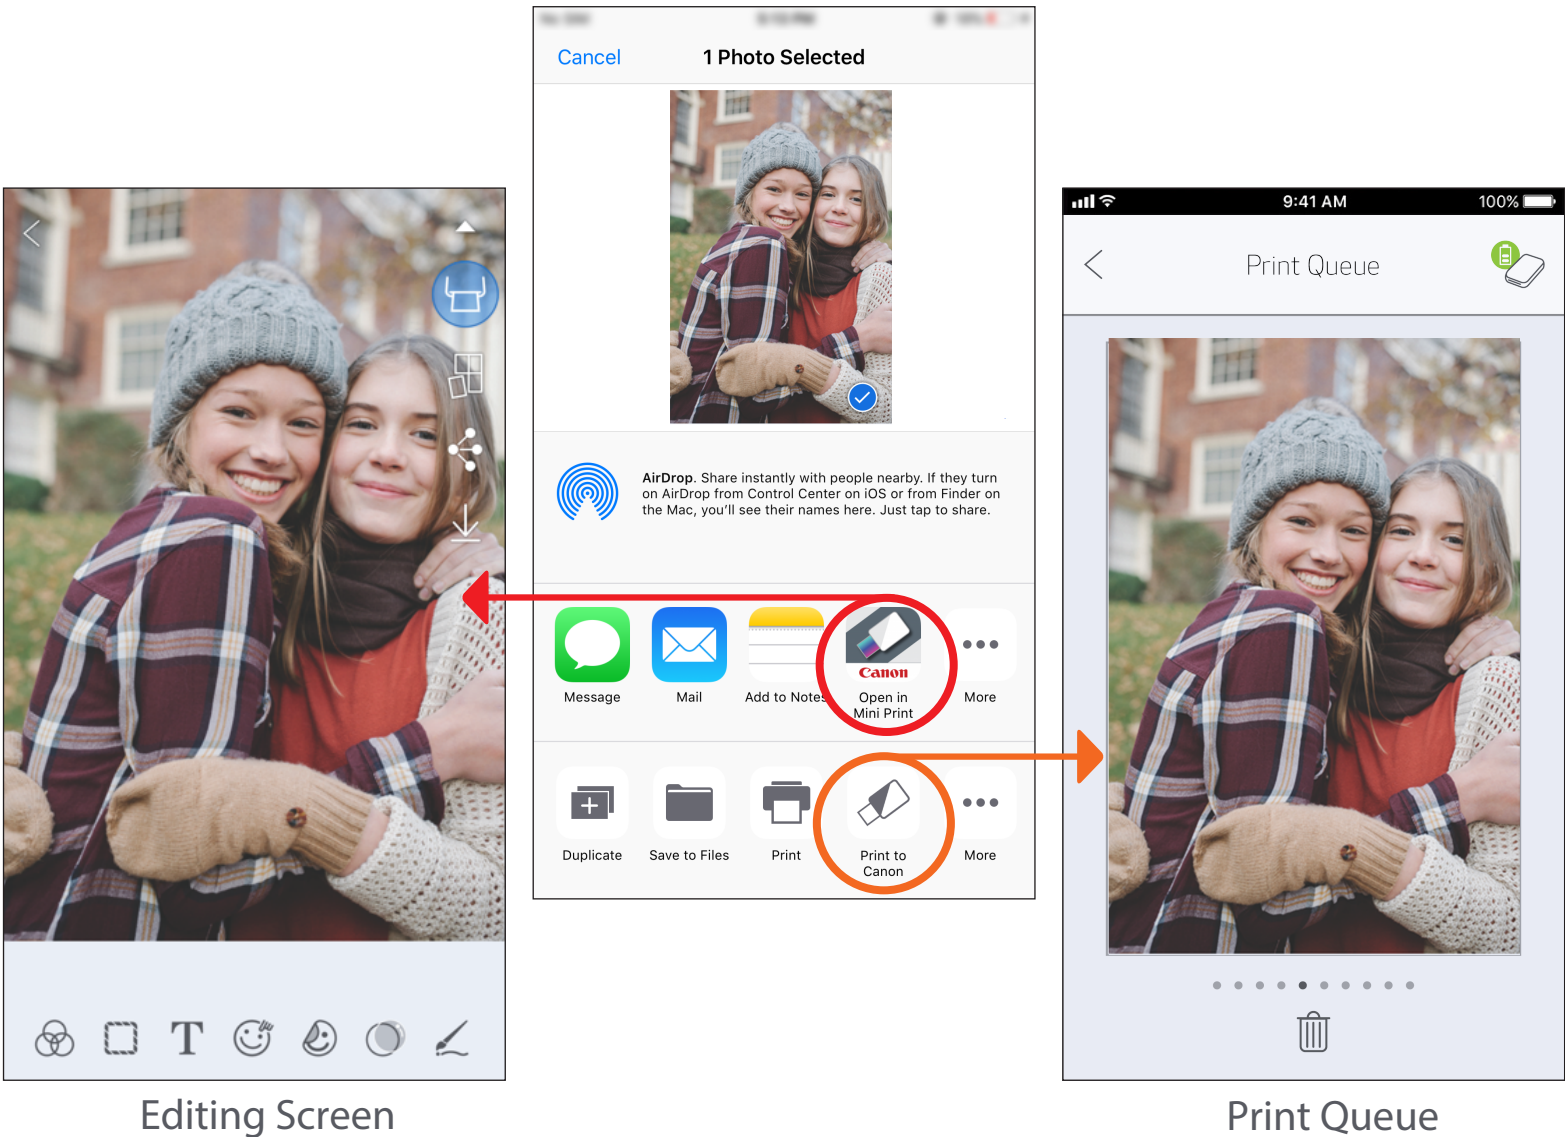 Cancel
1 Photo Selected
AirDrop. Share instantly with people nearby. If they turn
on AirDrop from Control Center on iOS or from Finder on
the Mac, you'll see their names here. Just tap to share.
Canon
Message
Mail
Add to Notes
Open in
Mini Print
More
Duplicate
Save to Files
Print
Print to
Canon
More
T
Editing Screen
9:41 AM
100%
Print Queue
Print Queue